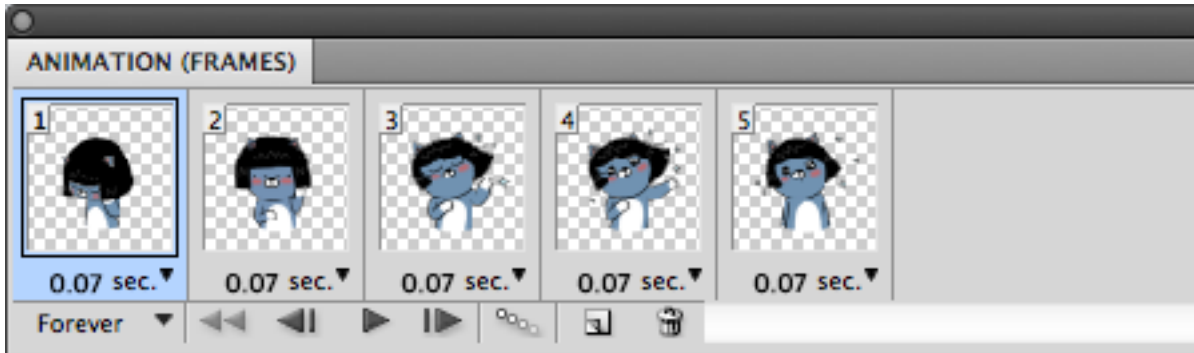 ANIMATION (FRAMES)
1 2 3 4 5
0.07 sec. 0.07 sec. 0.07 sec. 0.07 sec. 0.07 sec.
Forever